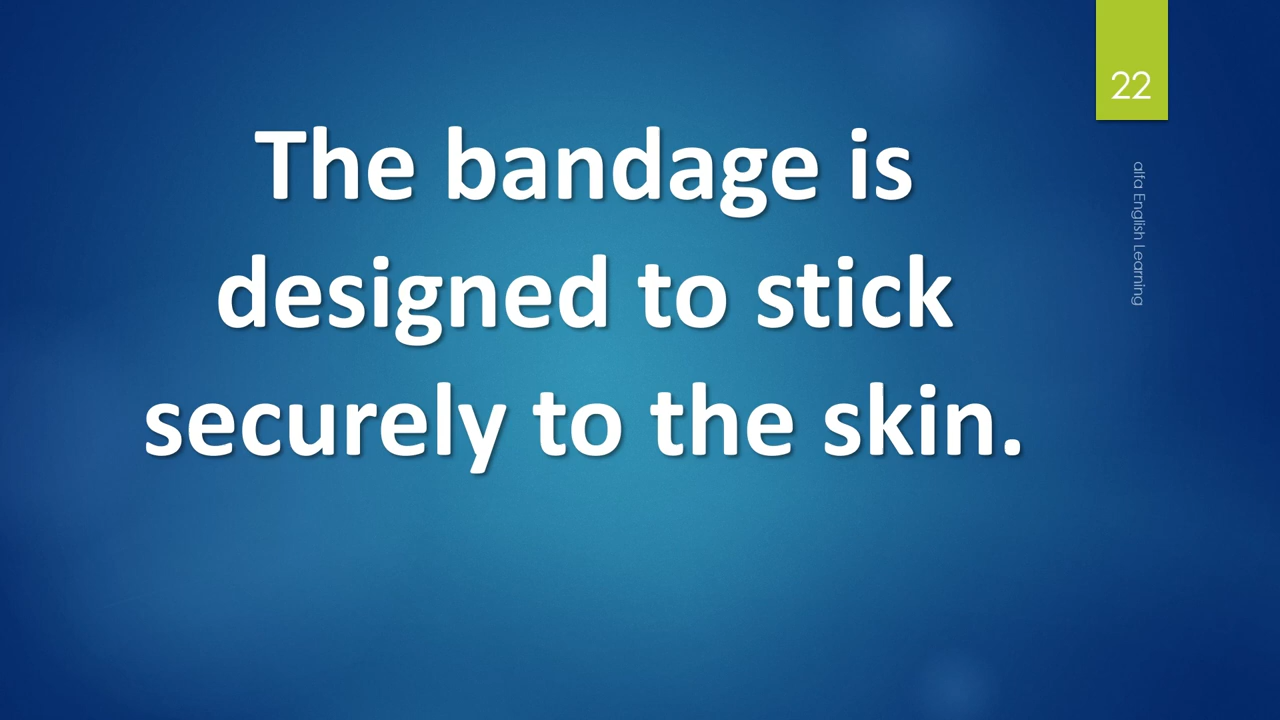 22
The bandage is
designed to stick
securely to the skin.
alfa English Learning